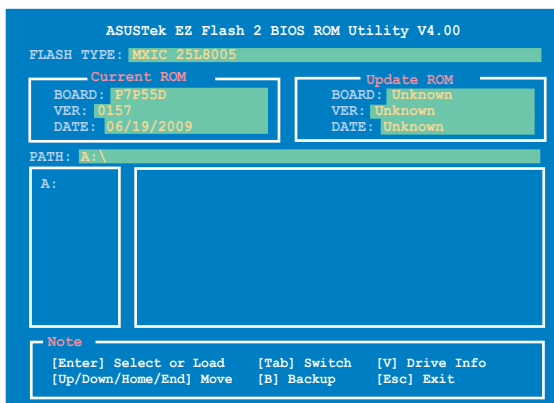 ASUSTek EZ Flash 2 BIOS ROM Utility V4.00
FLASH TYPE: MXIC 25L8005
Current ROM
BOARD: P7P55D
VER: 0157
DATE: 06/19/2009
Update ROM
BOARD: Unknown
VER: Unknown
DATE: Unknown
PATH: A:\
A:
Note
[Enter] Select or Load [Tab] Switch [V] Drive Info
[Up/Down/Home/End] Move [B] Backup [Esc] Exit